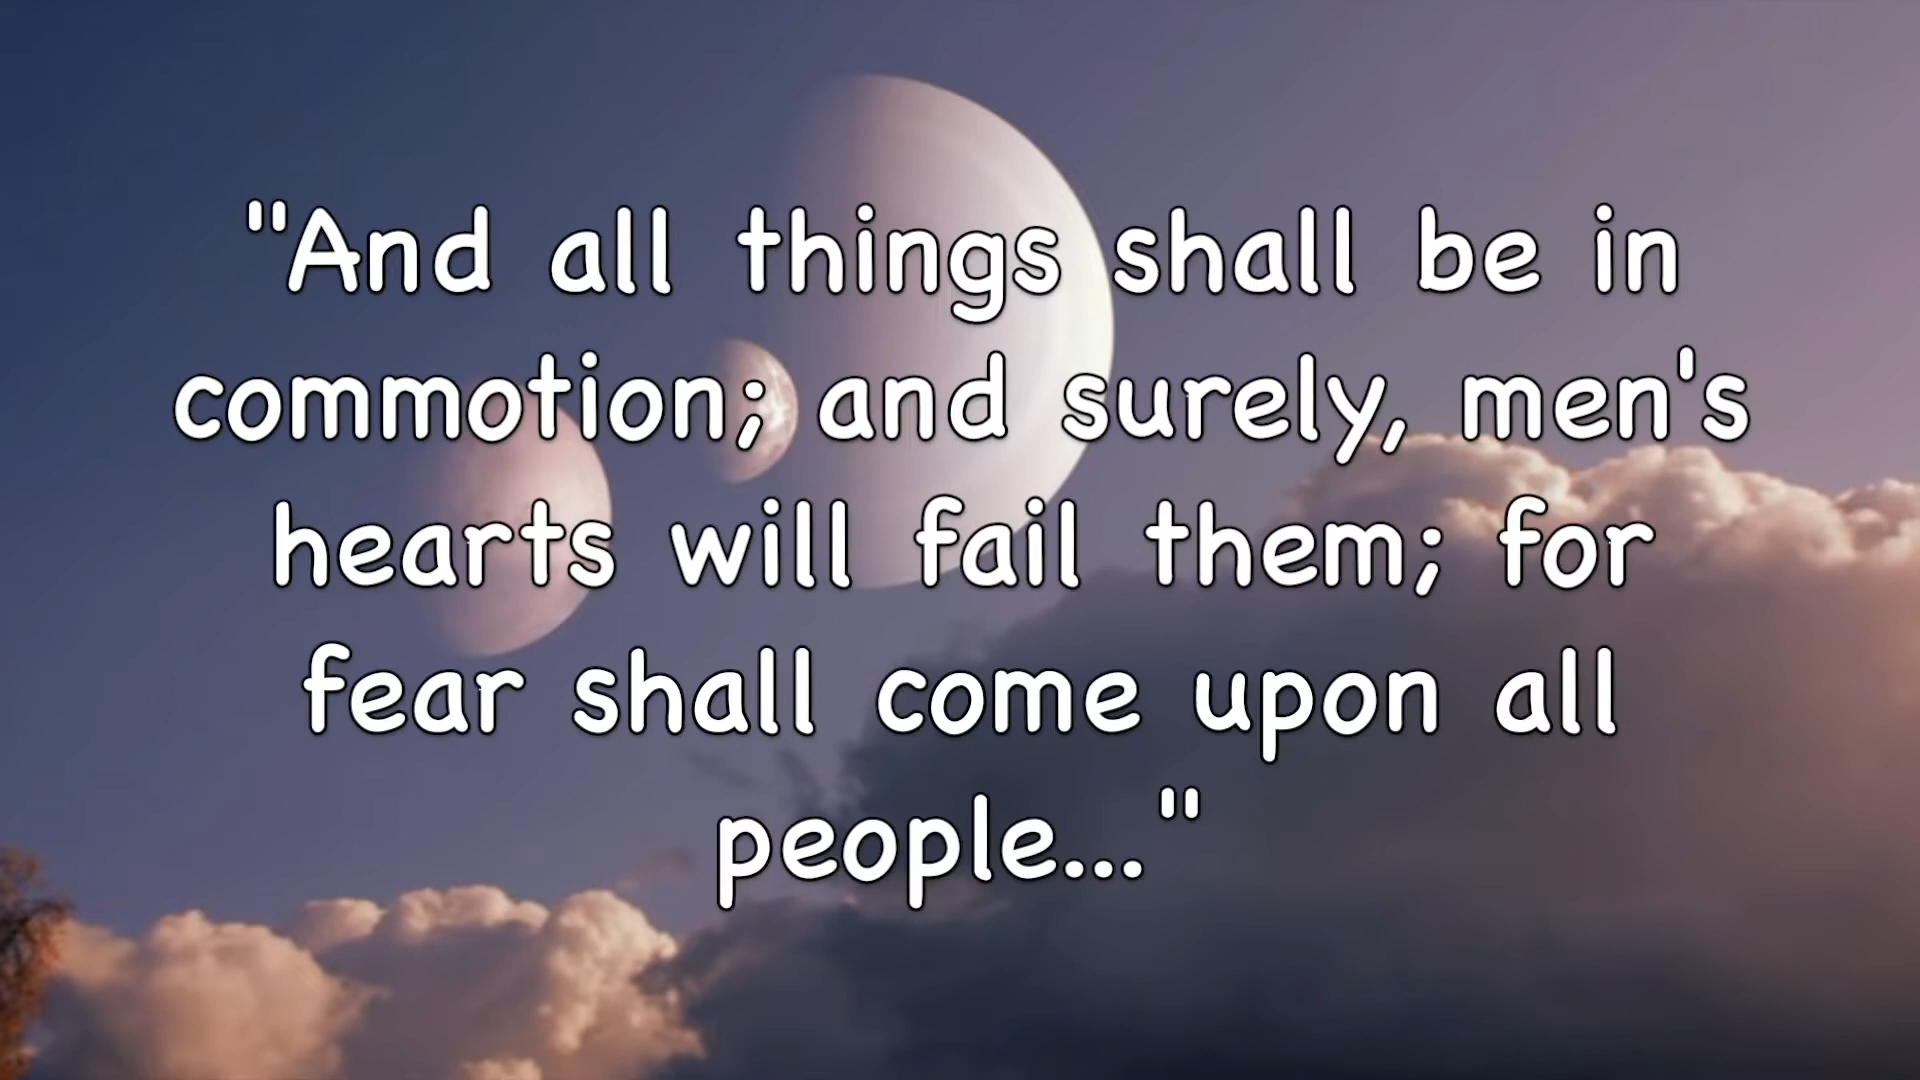 "And all things shall be in
commotion; and surely, men's
hearts will fail them; for
fear shall come upon all
people..."